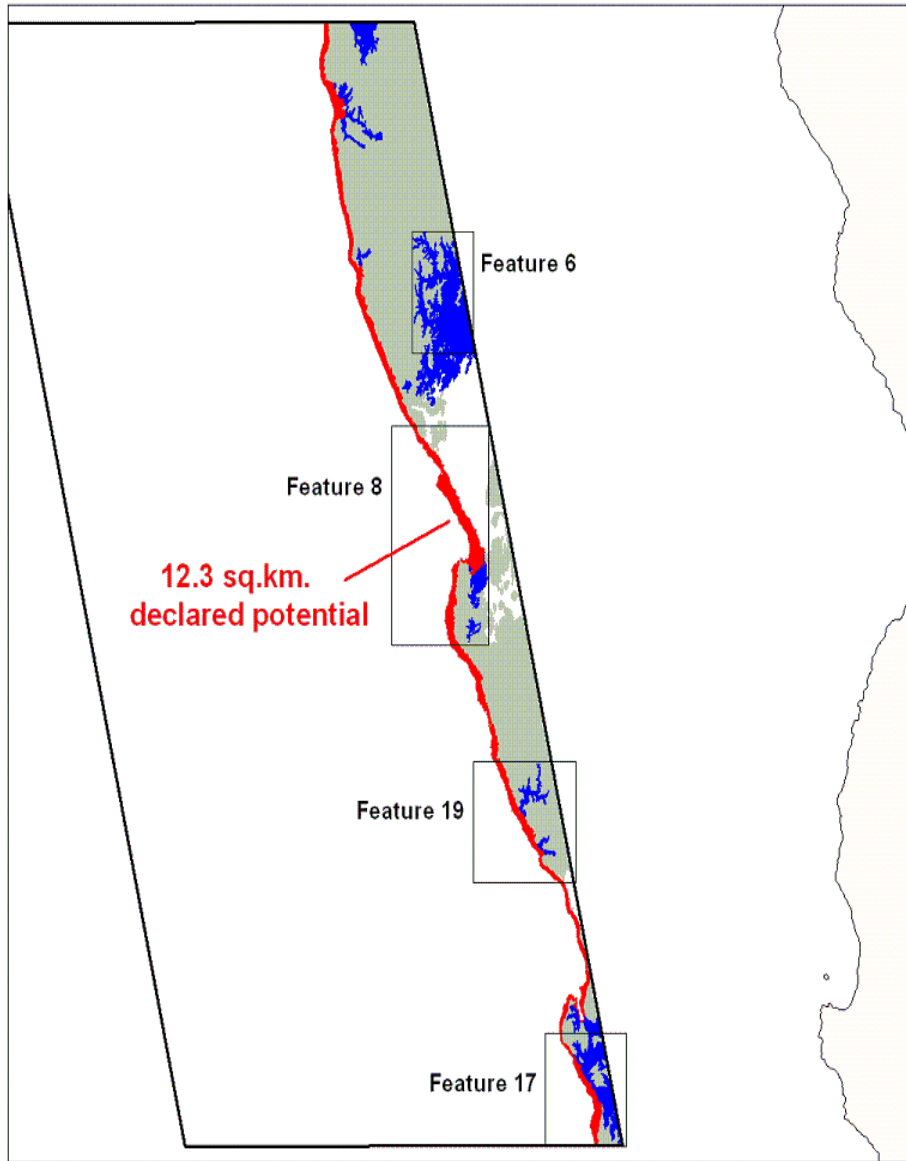 Feature 6
Feature 8
12.3 sq.km.
declared potential
Feature 19
Feature 17